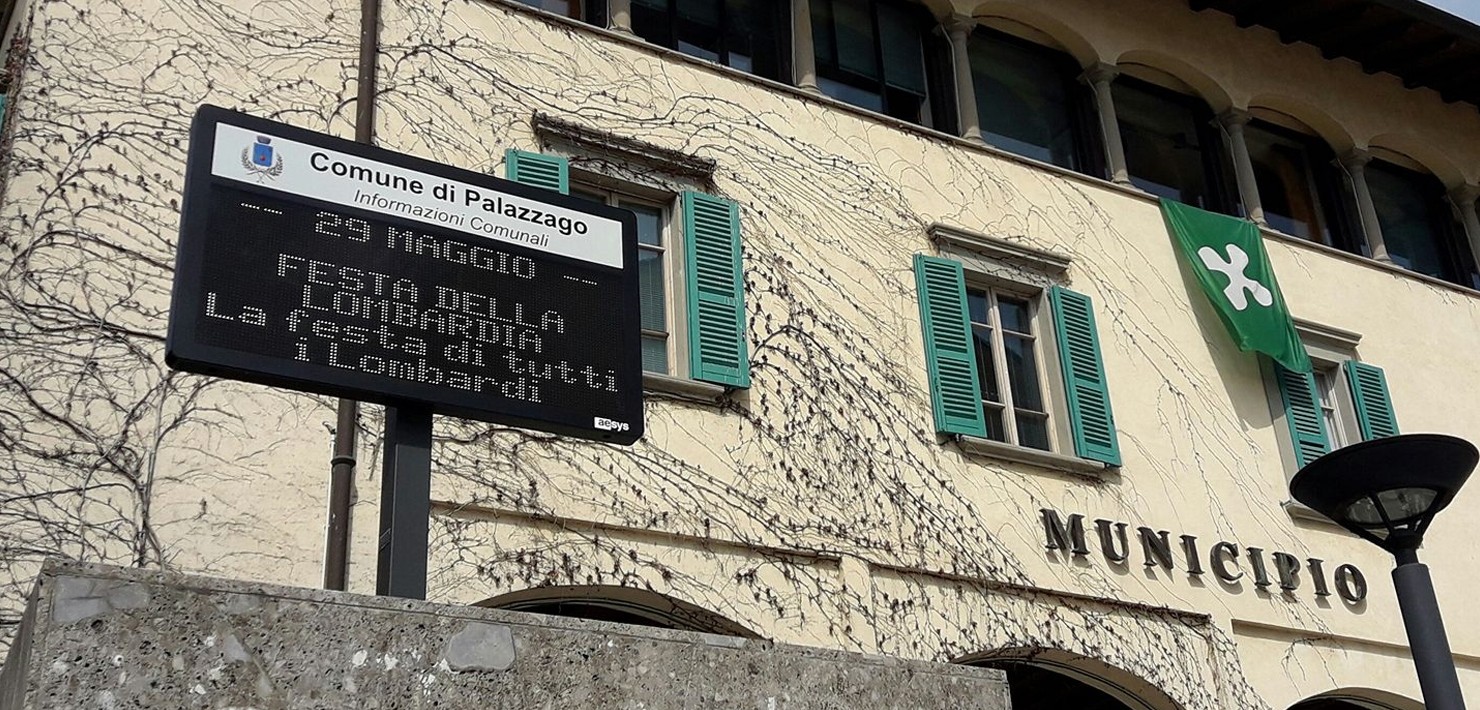 Comune di Palazzago
Informazioni Comunali
-- 29 MAGGIO --
FESTA DELLA
LOMBARDIA
La festa di tutti
i Lombardi
aesys
MUNICIPIO